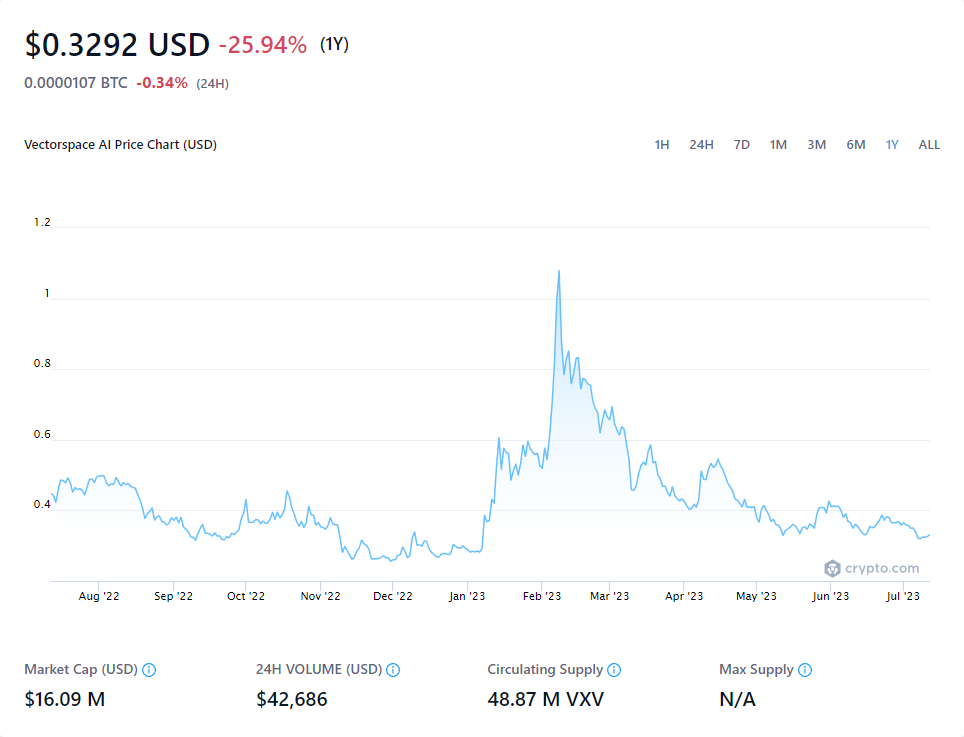 $0.3292 USD -25.94% (1Y)
0.0000107 BTC -0.34% (24H)
Vectorspace AI Price Chart (USD) 1H 24H 7D 1M 3M 6M 1Y ALL
1.2
1
0.8
0.6
0.4
crypto.com
Aug '22 Sep '22 Oct '22 Nov '22 Dec '22 Jan '23 Feb '23 Mar '23 Apr '23 May '23 Jun '23 Jul '23
Market Cap (USD) 24H VOLUME (USD) Circulating Supply Max Supply
$16.09 M $42,686 48.87 M VXV N/A